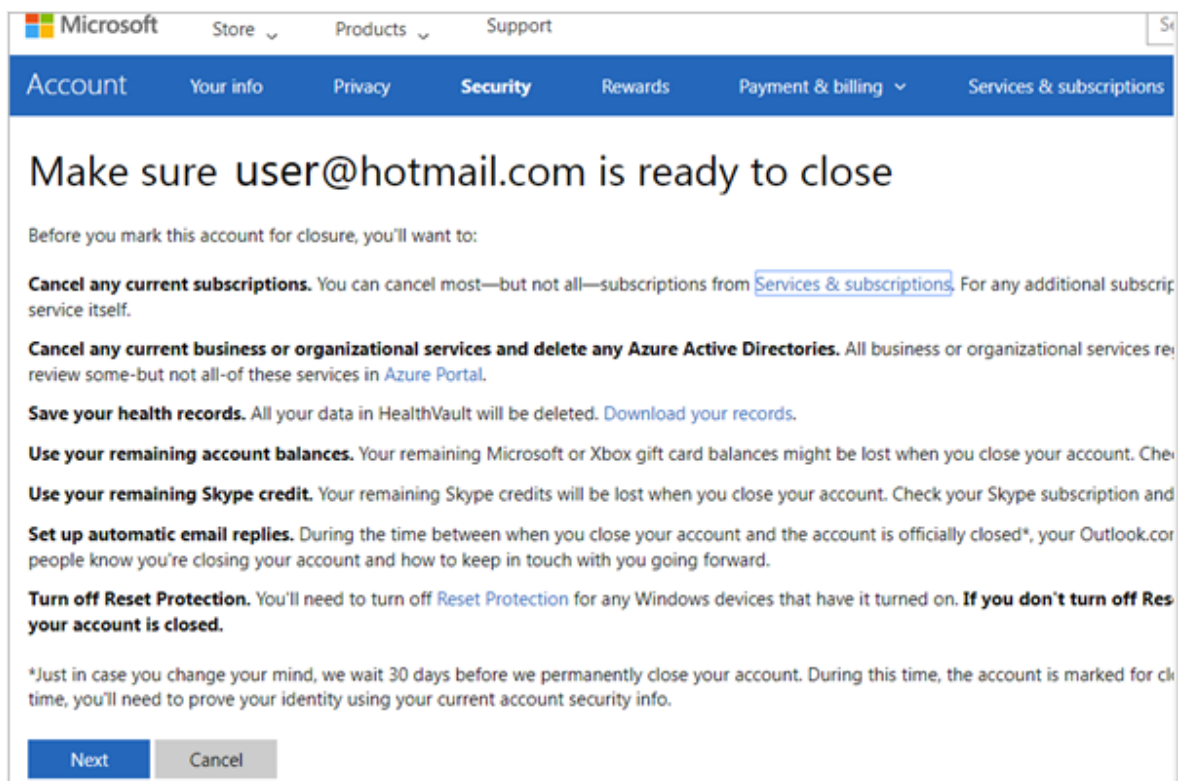 Microsoft Store Products Support
Account Your info Privacy Security Rewards Payment & billing Services & subscriptions
Make sure user@hotmail.com is ready to close
Before you mark this account for closure, you'll want to:
Cancel any current subscriptions. You can cancel most—but not all—subscriptions from Services & subscriptions. For any additional
service itself.
Cancel any current business or organizational services and delete any Azure Active Directories. All business or organizational services
review some-but not all-of these services in Azure Portal.
Save your health records. All your data in HealthVault will be deleted. Download your records.
Use your remaining account balances. Your remaining Microsoft or Xbox gift card balances might be lost when you close your account.
Use your remaining Skype credit. Your remaining Skype credits will be lost when you close your account. Check your Skype subscription and
Set up automatic email replies. During the time between when you close your account and the account is officially closed*, your
people know you're closing your account and how to keep in touch with you going forward.
Turn off Reset Protection. You'll need to turn off Reset Protection for any Windows devices that have it turned on. If you don't turn off
your account is closed.
*Just in case you change your mind, we wait 30 days before we permanently close your account. During this time, the account is marked for
time, you'll need to prove your identity using your current account security info.
Next Cancel